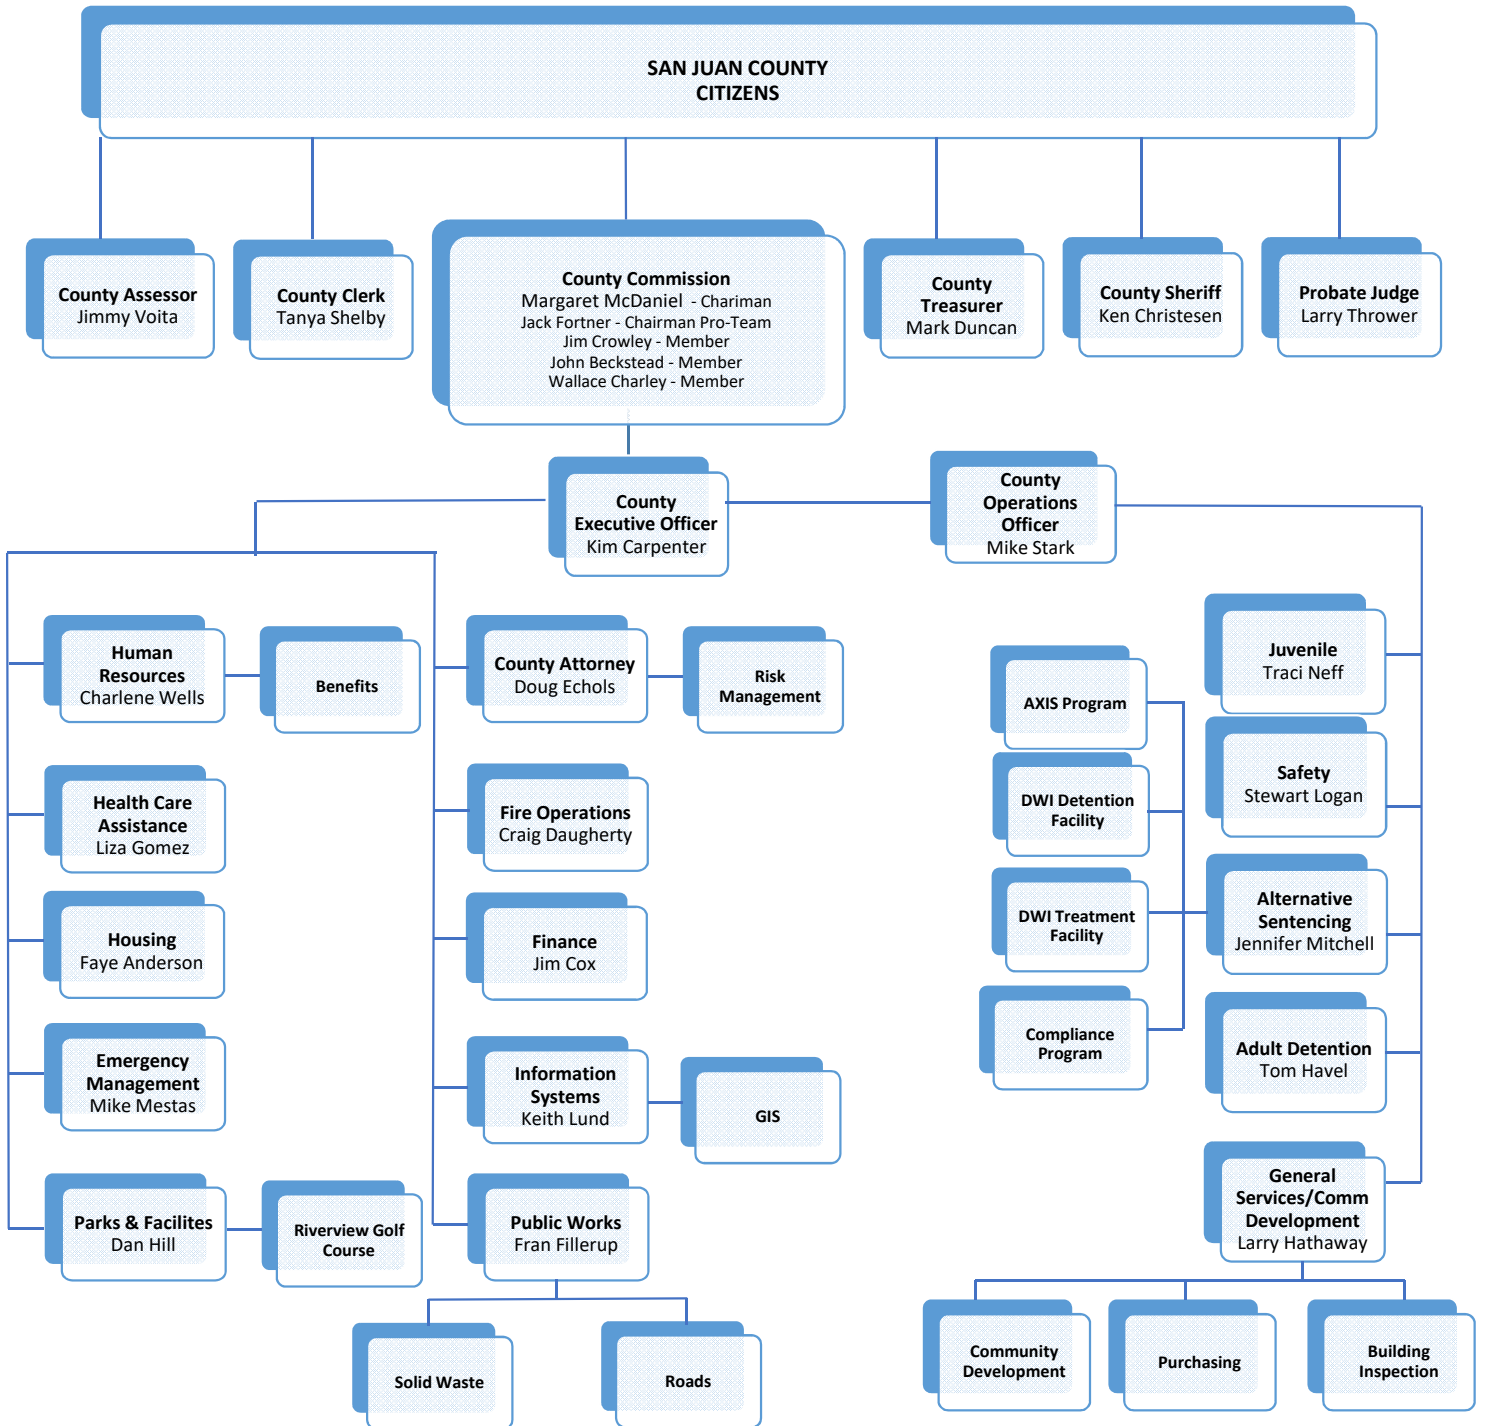 SAN JUAN COUNTY
CITIZENS
County Assessor
Jimmy Voita
County Clerk
Tanya Shelby
County Commission
Margaret McDaniel - Chariman
Jack Fortner - Chairman Pro-Team
Jim Crowley - Member
John Beckstead - Member
Wallace Charley - Member
County
Treasurer
Mark Duncan
County Sheriff
Ken Christesen
Probate Judge
Larry Thrower
County
Executive Officer
Kim Carpenter
County
Operations
Officer
Mike Stark
Human
Resources
Charlene Wells
Benefits
Health Care
Assistance
Liza Gomez
Housing
Faye Anderson
Emergency
Management
Mike Mestas
Parks & Facilites
Dan Hill
Riverview Golf
Course
County Attorney
Doug Echols
Risk
Management
Fire Operations
Craig Daugherty
Finance
Jim Cox
Information
Systems
Keith Lund
GIS
Public Works
Fran Fillerup
Solid Waste
Roads
Juvenile
Traci Neff
Safety
Stewart Logan
Alternative
Sentencing
Jennifer Mitchell
AXIS Program
DWI Detention
Facility
DWI Treatment
Facility
Compliance
Program
Adult Detention
Tom Havel
General
Services/Comm
Development
Larry Hathaway
Community
Development
Purchasing
Building
Inspection